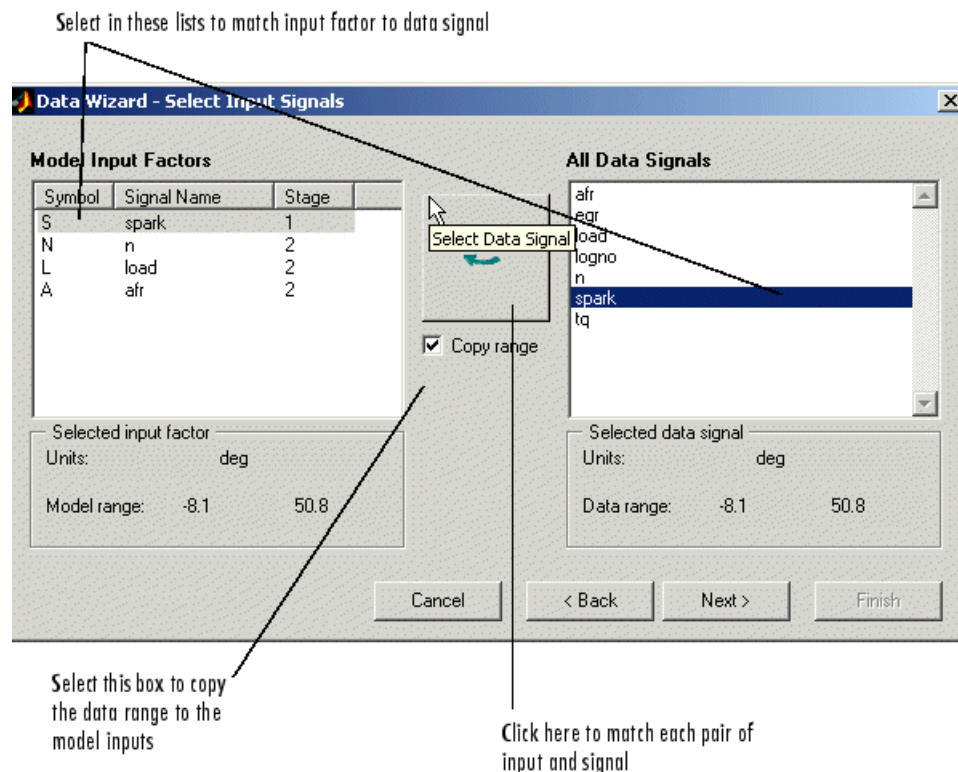 Select in these lists to match input factor to data signal
Data Wizard - Select Input Signals
Model Input Factors
Symbol Signal Name Stage
S spark 1
N n 2
L load 2
A afr 2
Select Data Signal
Copy range
All Data Signals
afr
egr
load
logno
n
spark
tq
Selected input factor
Units: deg
Model range: -8.1 50.8
Selected data signal
Units: deg
Data range: -8.1 50.8
Cancel
< Back
Next >
Finish
Select this box to copy
the data range to the
model inputs
Click here to match each pair of
input and signal